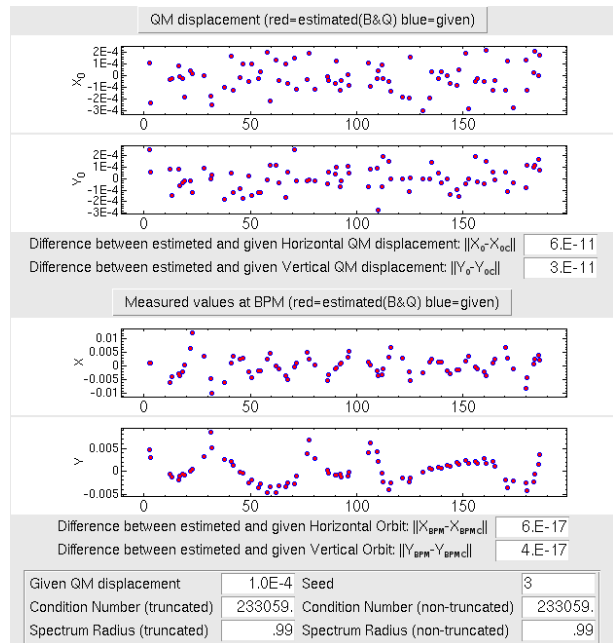 QM displacement (red=estimated(B&Q) blue=given)
2E-4
1E-4
0
-1E-4
-2E-4
-3E-4
X₀
0 50 100 150
2E-4
1E-4
0
-1E-4
-2E-4
-3E-4
Y₀
0 50 100 150
Difference between estimeted and given Horizontal QM displacement: ||X₀-X₀c|| 6.E-11
Difference between estimeted and given Vertical QM displacement: ||Y₀-Y₀c|| 3.E-11
Measured values at BPM (red=estimated(B&Q) blue=given)
0.01
0.005
0
-0.005
-0.01
X
0 50 100 150
0.005
0
-0.005
Y
0 50 100 150
Difference between estimeted and given Horizontal Orbit: ||X_BPM-X_BPMC|| 6.E-17
Difference between estimeted and given Vertical Orbit: ||Y_BPM-Y_BPMC|| 4.E-17
Given QM displacement 1.0E-4 Seed 3
Condition Number (truncated) 233059. Condition Number (non-truncated) 233059.
Spectrum Radius (truncated) .99 Spectrum Radius (non-truncated) .99